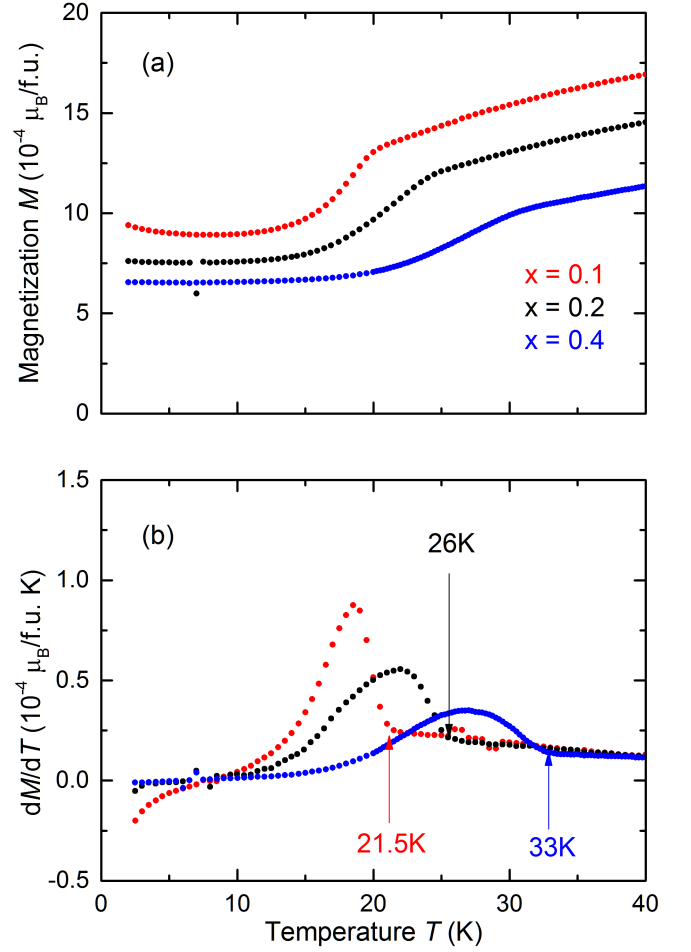 20
15
10
5
0
Magnetization M (10⁻⁴ μB/f.u.)
(a)
x = 0.1
x = 0.2
x = 0.4
1.5
1.0
0.5
0.0
-0.5
dM/dT (10⁻⁴ μB/f.u. K)
(b)
26K
21.5K
33K
0 10 20 30 40
Temperature T (K)